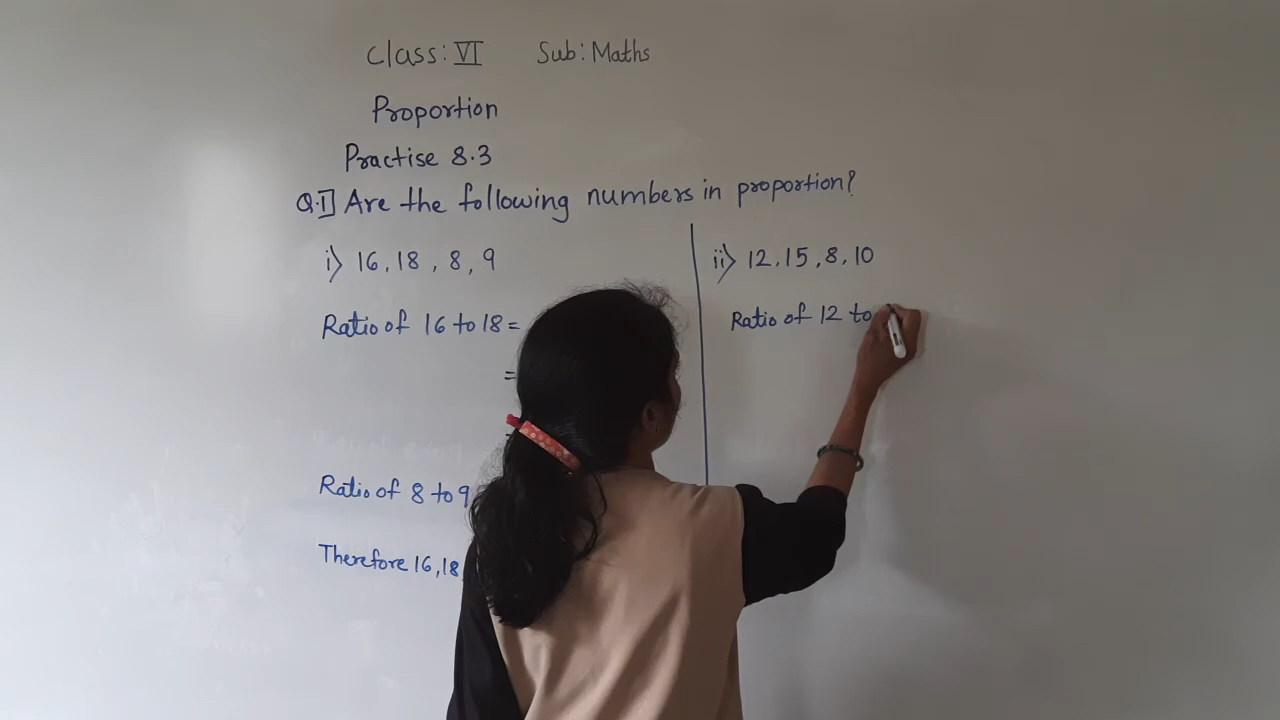 Class: VI Sub: Maths
Proportion
Practise 8.3
Q.1] Are the following numbers in proportion?
i) 16, 18, 8, 9
Ratio of 16 to 18 =
=
Ratio of 8 to 9
Therefore 16, 18
ii) 12, 15, 8, 10
Ratio of 12 to